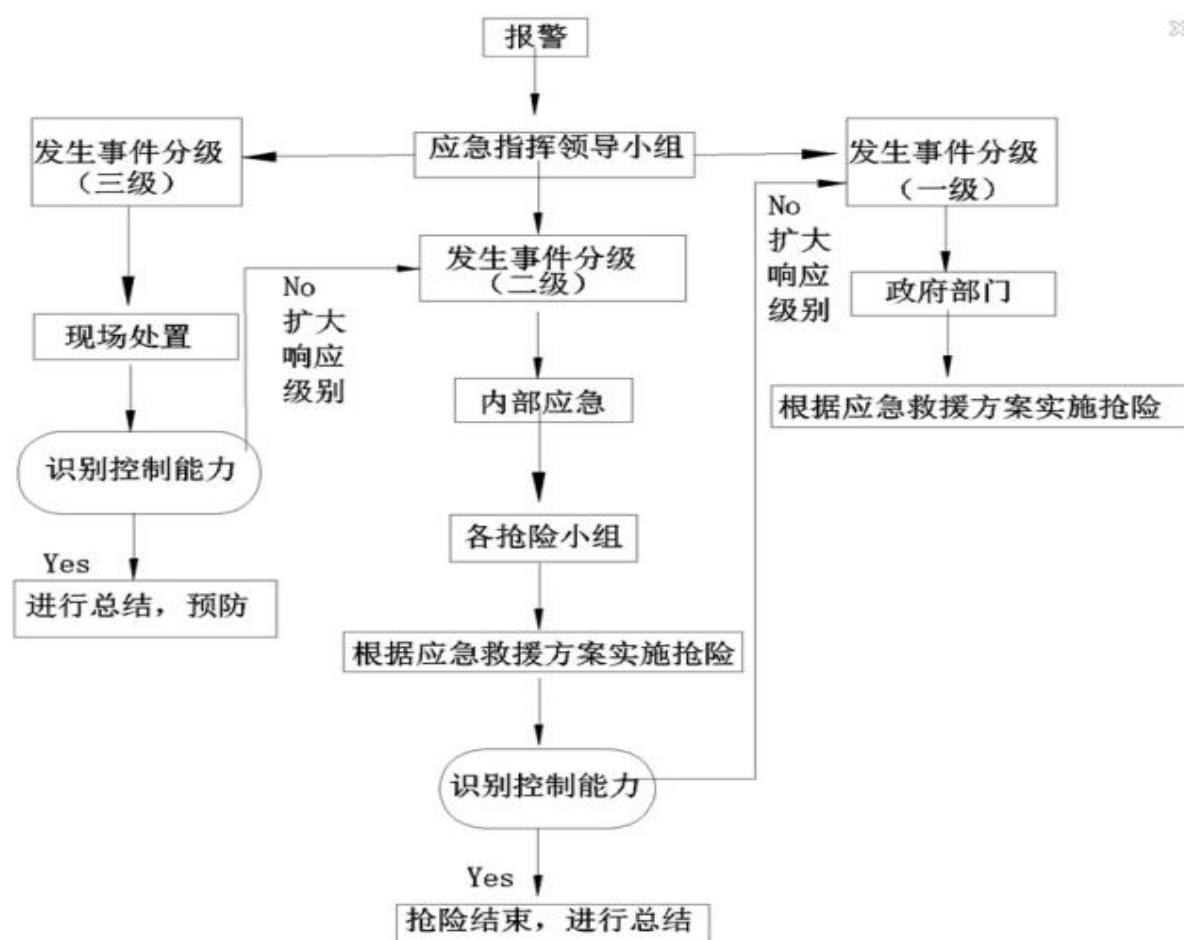 报警
应急指挥领导小组
发生事件分级
（三级）
发生事件分级
（一级）
发生事件分级
（二级）
No
扩大
响应
级别
No
扩大
响应
级别
现场处置
政府部门
内部应急
根据应急救援方案实施抢险
识别控制能力
各抢险小组
Yes
进行总结，预防
根据应急救援方案实施抢险
识别控制能力
Yes
抢险结束，进行总结